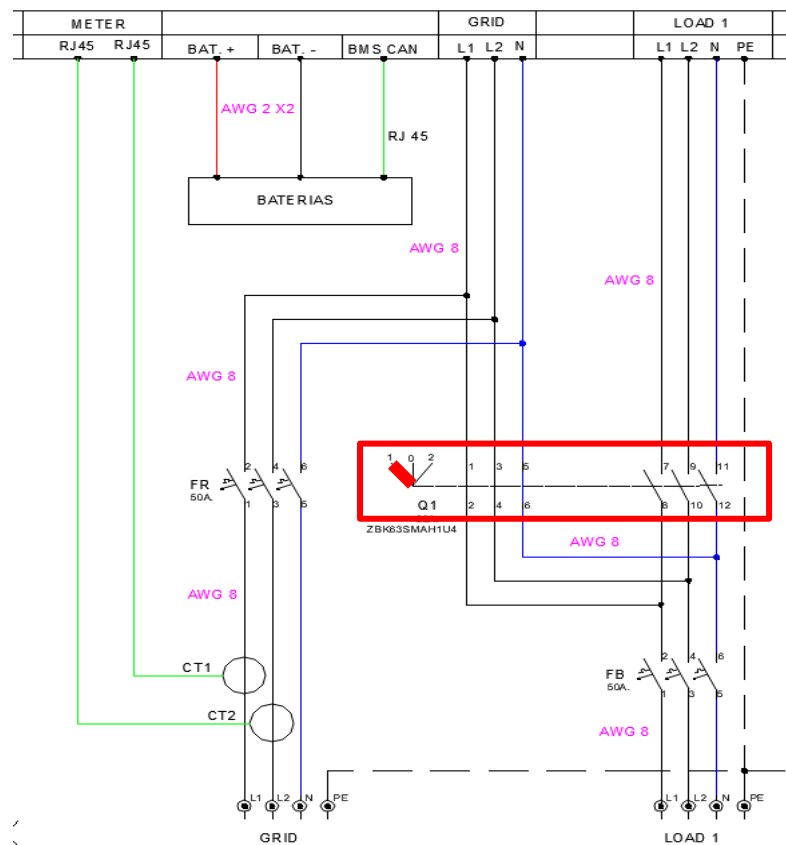 METER GRID LOAD 1
RJ45 RJ45 BAT. + BAT. - BMS CAN L1 L2 N L1 L2 N PE
AWG 2 X2
RJ 45
BATERIAS
AWG 8
AWG 8
AWG 8
1 0 2 1 3 5 7 9 11
2 4 6
FR
50A.
1 3 5
Q1 2 4 6 8 10 12
ZBK63SMAH1U4
AWG 8
AWG 8
2 4 6
CT1
FB
50A.
1 3 5
CT2
AWG 8
L1 L2 N PE L1 L2 N PE
GRID LOAD 1